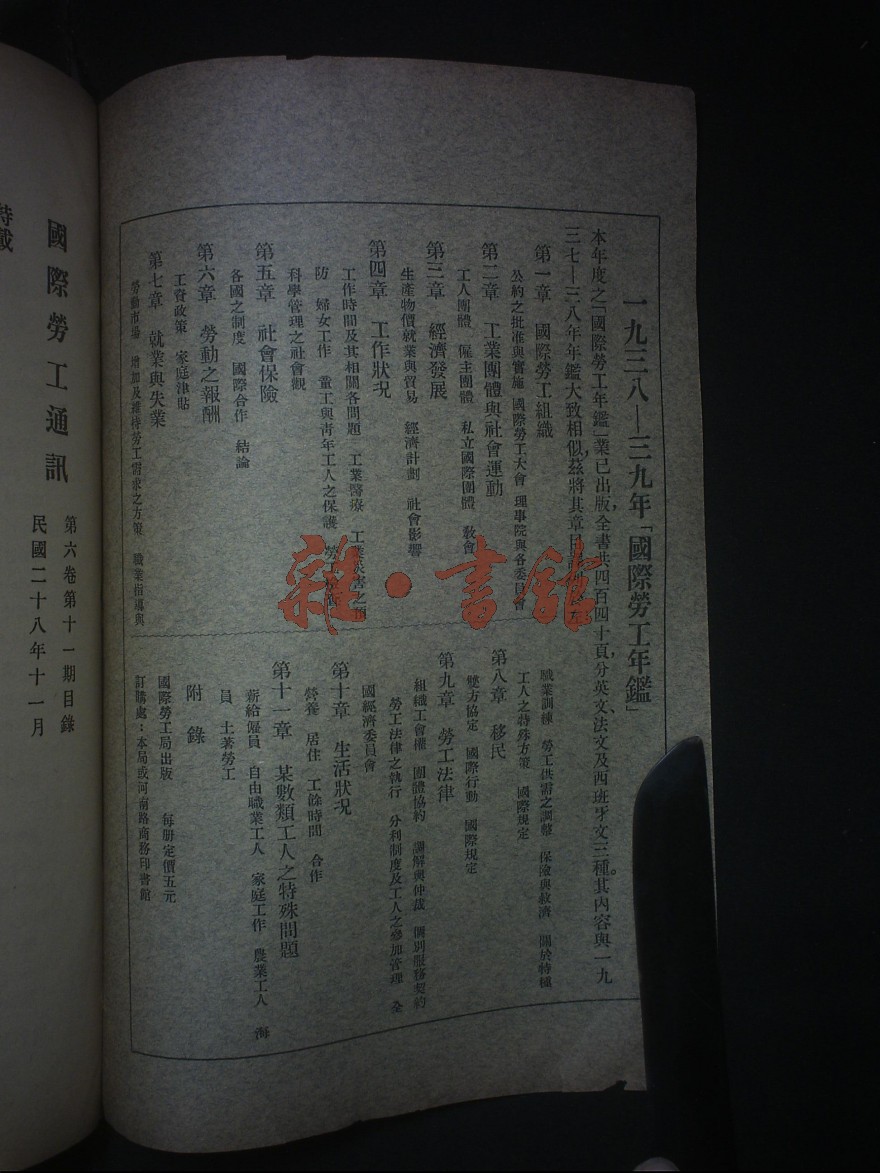 一九三八—三九年「國際勞工年鑑」
本年度之「國際勞工年鑑」業已出版，全書共四百四十頁，分英文、法文及西班牙文三種。其內容與一九
三七—三八年年鑑大致相似，茲將其章目
第一章　國際勞工組織
公約之批准與實施　國際勞工大會　理事院與各委員會
第二章　工業團體與社會運動
工人團體　僱主團體　私立國際團體　教會
第三章　經濟發展
生產物價就業與貿易　經濟計劃　社會影響
第四章　工作狀況
工作時間及其相關各問題　工業醫療　工業災害之預
防　婦女工作　童工與青年工人之保護
科學管理之社會觀
第五章　社會保險
各國之制度　國際合作　結論
第六章　勞動之報酬
工資政策　家庭津貼
第七章　就業與失業
勞動市場　增加及維持勞工需求之方策　職業指導與
職業訓練　勞工供需之調整　保險與救濟　關於特種
工人之特殊方策　國際規定
第八章　移民
雙方協定　國際行動　國際規定
第九章　勞工法律
組織工會權　團體協約　調解與仲裁　個別服務契約
勞工法律之執行　分利制度及工人之參加管理　全
國經濟委員會
第十章　生活狀況
營養　居住　工餘時間　合作
第十一章　某數類工人之特殊問題
薪給僱員　自由職業工人　家庭工作　農業工人　海
員　土著勞工
附錄
國際勞工局出版　每册定價五元
訂購處：本局或河南路商務印書館
雜·書館
國際勞工通訊
第六卷第十一期目錄
民國二十八年十一月
特載